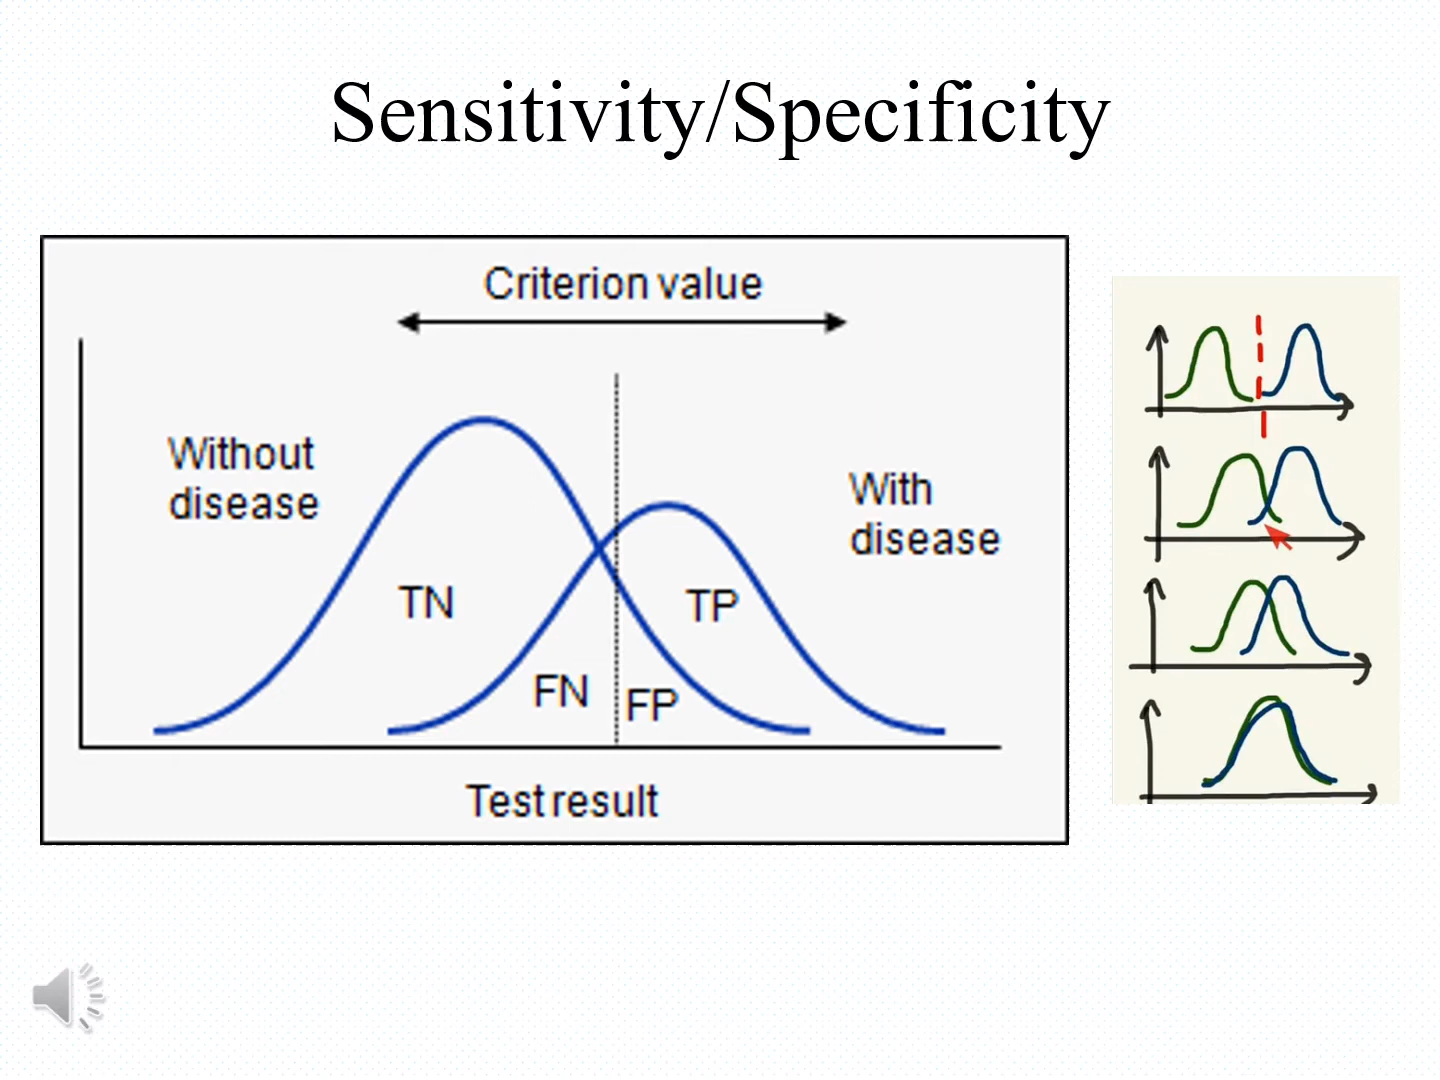 Sensitivity/Specificity
Criterion value
Without
disease
With
disease
TN
TP
FN
FP
Test result